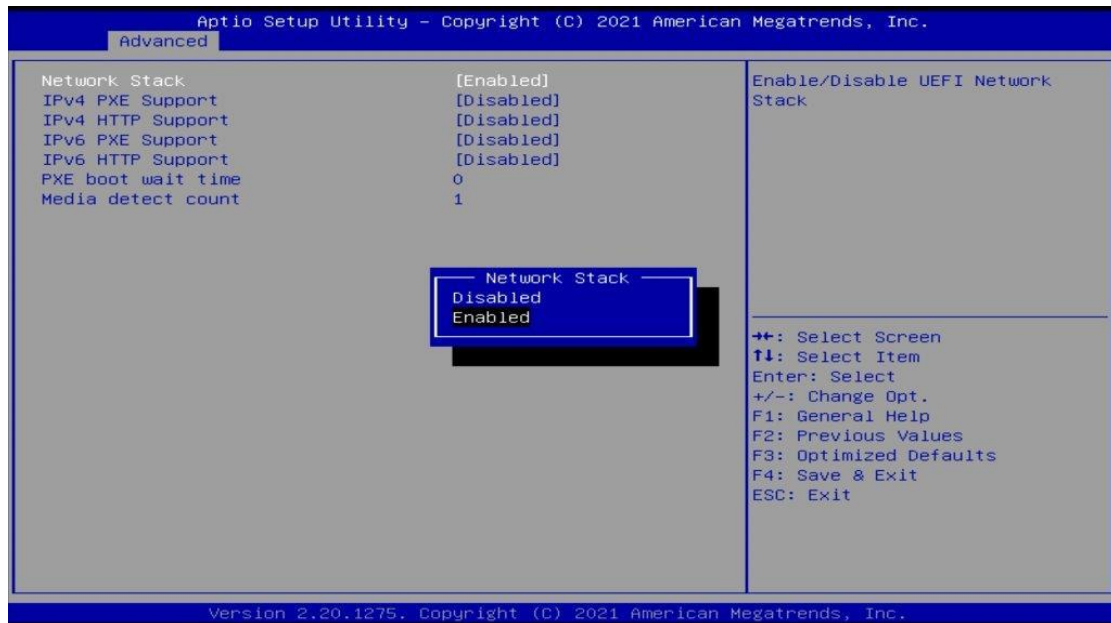 Aptio Setup Utility – Copyright (C) 2021 American Megatrends, Inc.
Advanced
Network Stack [Enabled]
IPv4 PXE Support [Disabled]
IPv4 HTTP Support [Disabled]
IPv6 PXE Support [Disabled]
IPv6 HTTP Support [Disabled]
PXE boot wait time 0
Media detect count 1
Enable/Disable UEFI Network
Stack
Network Stack
Disabled
Enabled
→←: Select Screen
↑↓: Select Item
Enter: Select
+/-: Change Opt.
F1: General Help
F2: Previous Values
F3: Optimized Defaults
F4: Save & Exit
ESC: Exit
Version 2.20.1275. Copyright (C) 2021 American Megatrends, Inc.